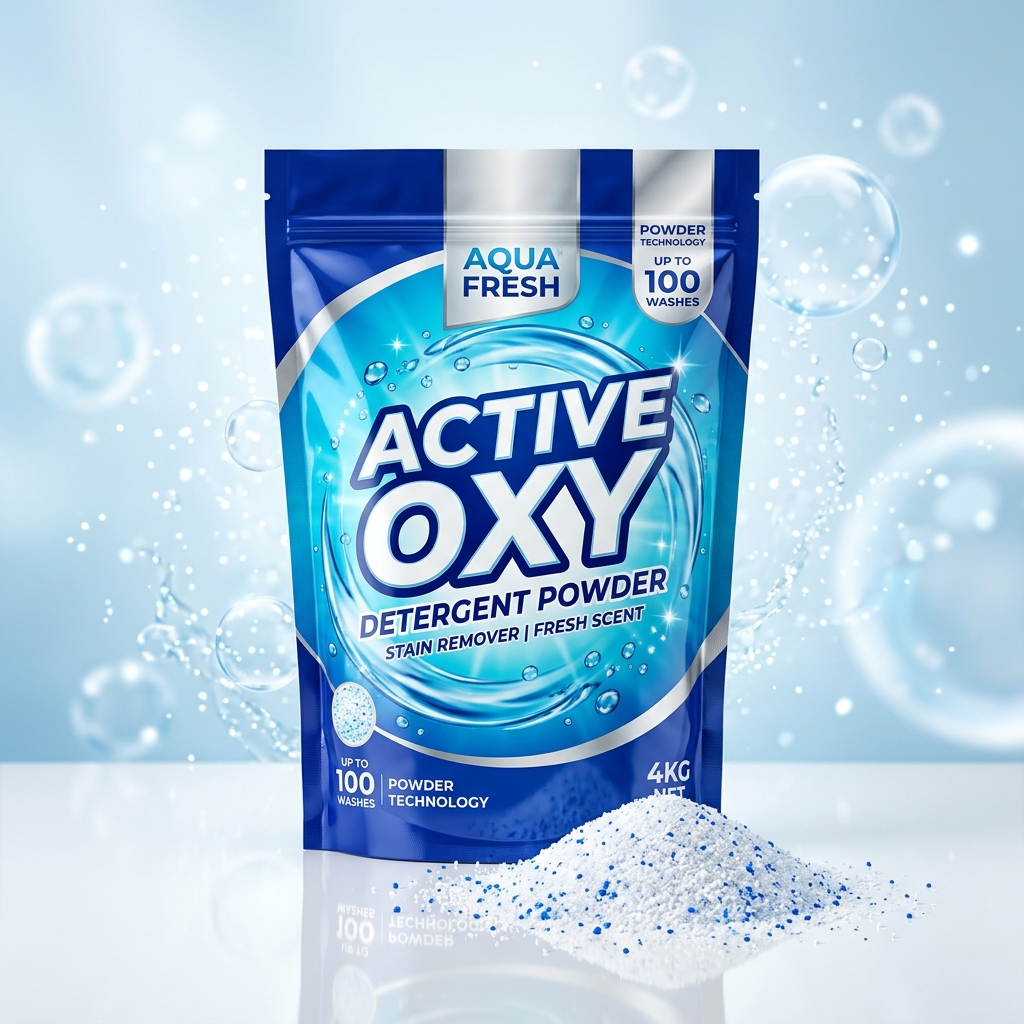 AQUA
FRESH
POWDER
TECHNOLOGY
UP TO
100
WASHES
ACTIVE
OXY
DETERGENT POWDER
STAIN REMOVER | FRESH SCENT
UP TO
100
WASHES
POWDER
TECHNOLOGY
4KG
NET